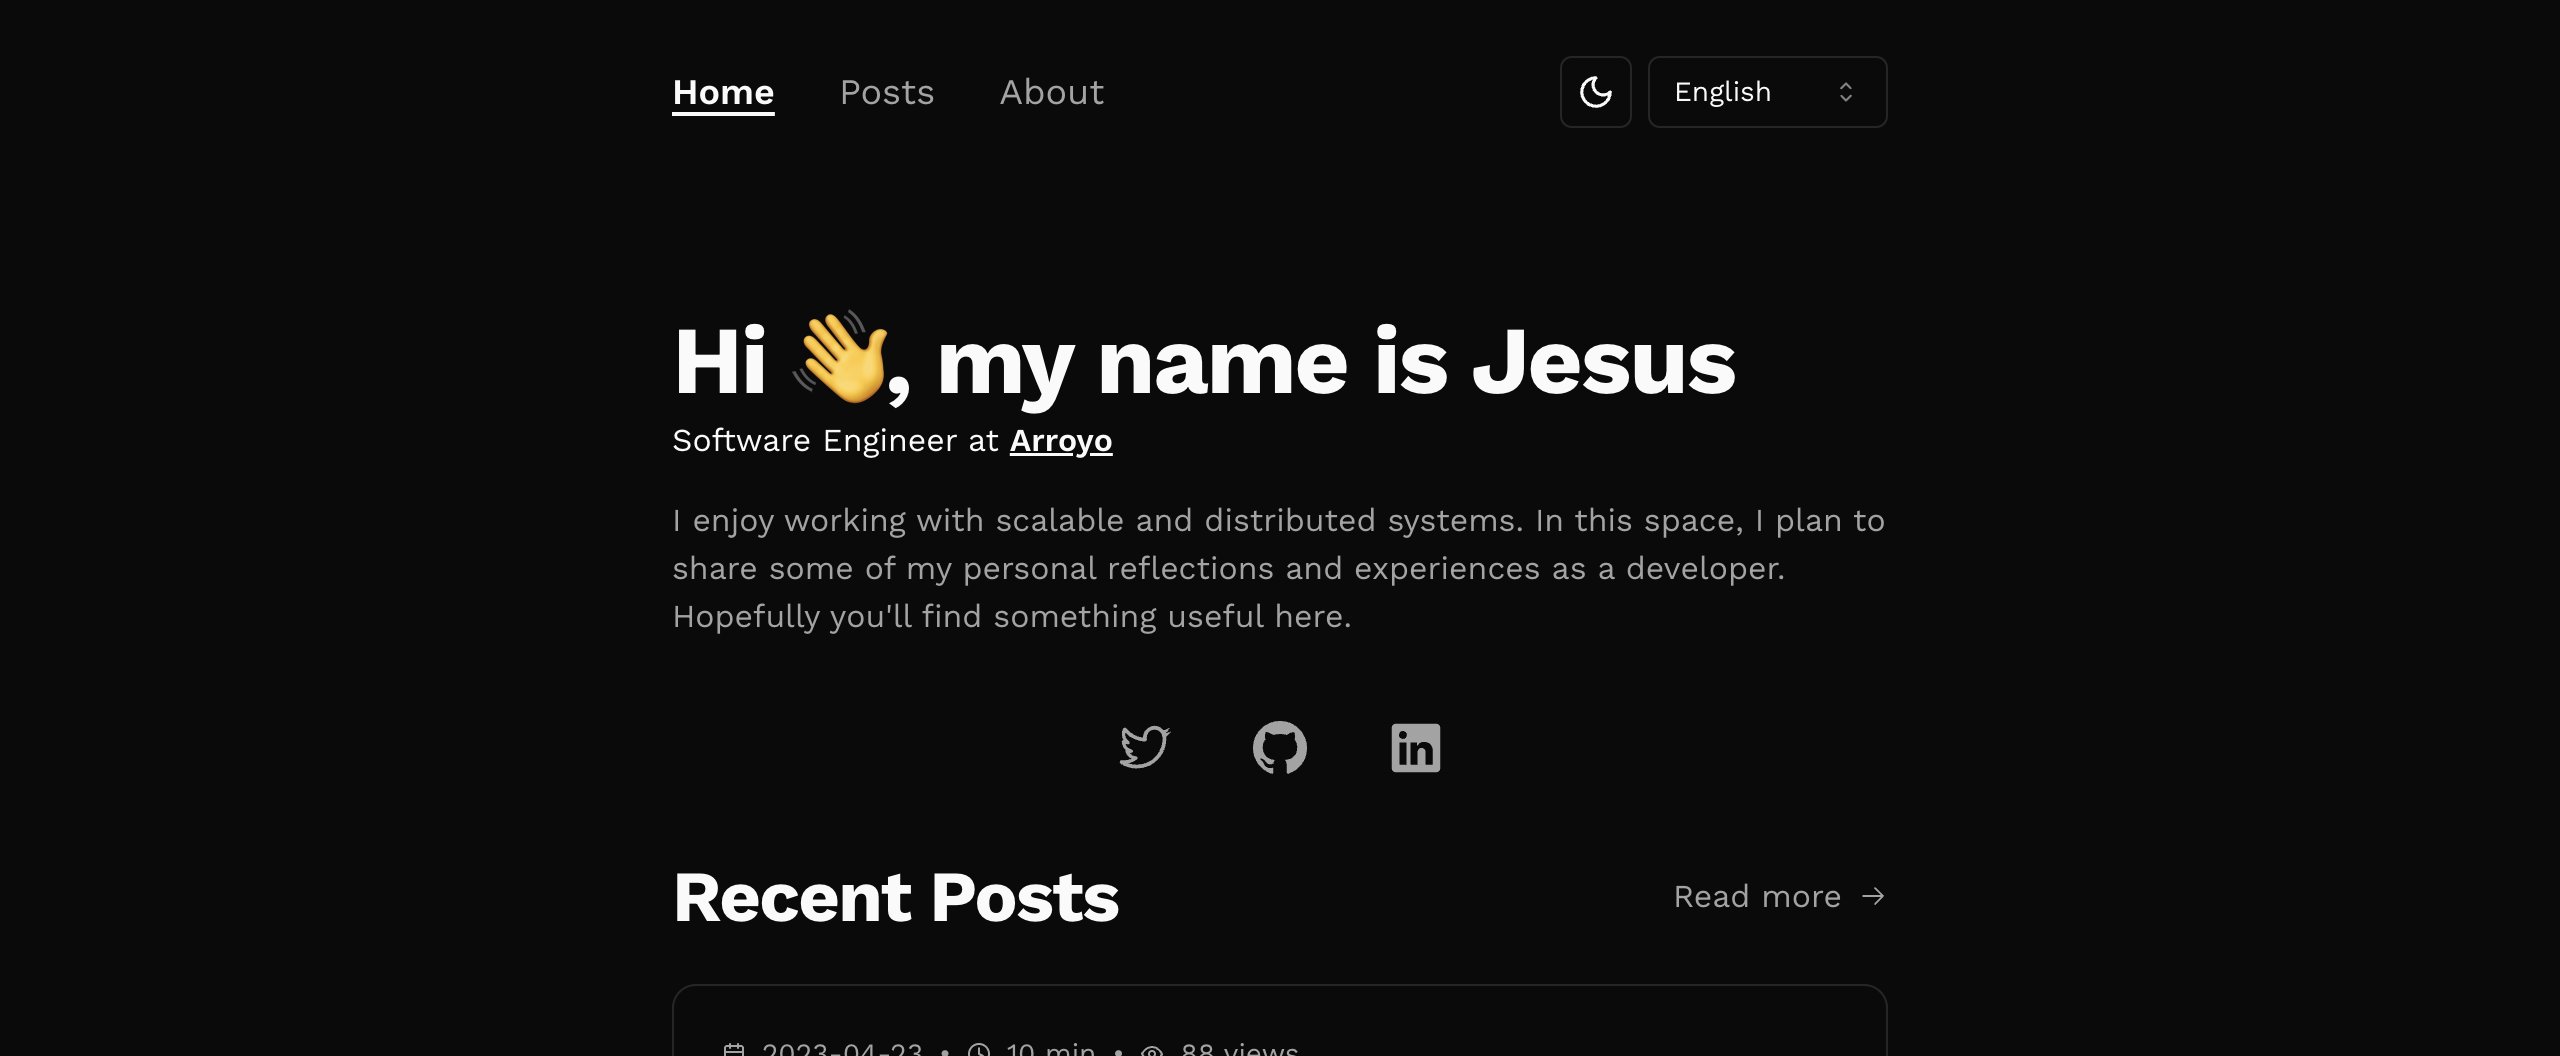 Home Posts About English
Hi 👋, my name is Jesus
Software Engineer at Arroyo
I enjoy working with scalable and distributed systems. In this space, I plan to
share some of my personal reflections and experiences as a developer.
Hopefully you'll find something useful here.
Recent Posts Read more →
2023-04-23 • 10 min • 88 views